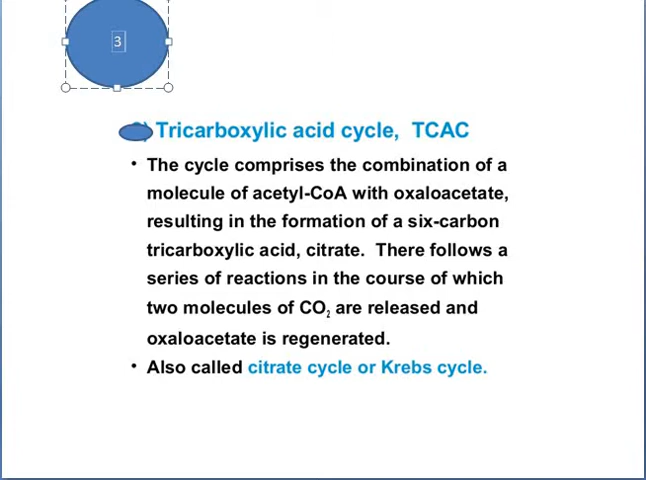 3
) Tricarboxylic acid cycle, TCAC
• The cycle comprises the combination of a
molecule of acetyl-CoA with oxaloacetate,
resulting in the formation of a six-carbon
tricarboxylic acid, citrate. There follows a
series of reactions in the course of which
two molecules of CO₂ are released and
oxaloacetate is regenerated.
• Also called citrate cycle or Krebs cycle.